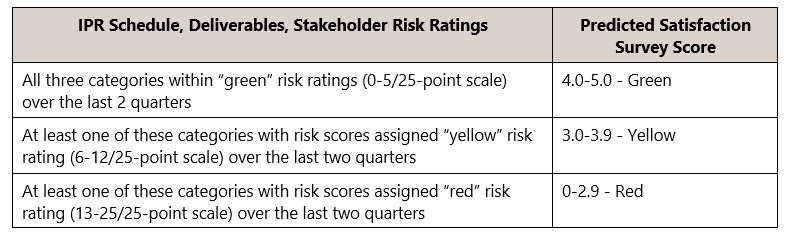 IPR Schedule, Deliverables, Stakeholder Risk Ratings
Predicted Satisfaction
Survey Score
All three categories within “green” risk ratings (0-5/25-point scale)
over the last 2 quarters
4.0-5.0 - Green
At least one of these categories with risk scores assigned “yellow” risk
rating (6-12/25-point scale) over the last two quarters
3.0-3.9 - Yellow
At least one of these categories with risk scores assigned “red” risk
rating (13-25/25-point scale) over the last two quarters
0-2.9 - Red